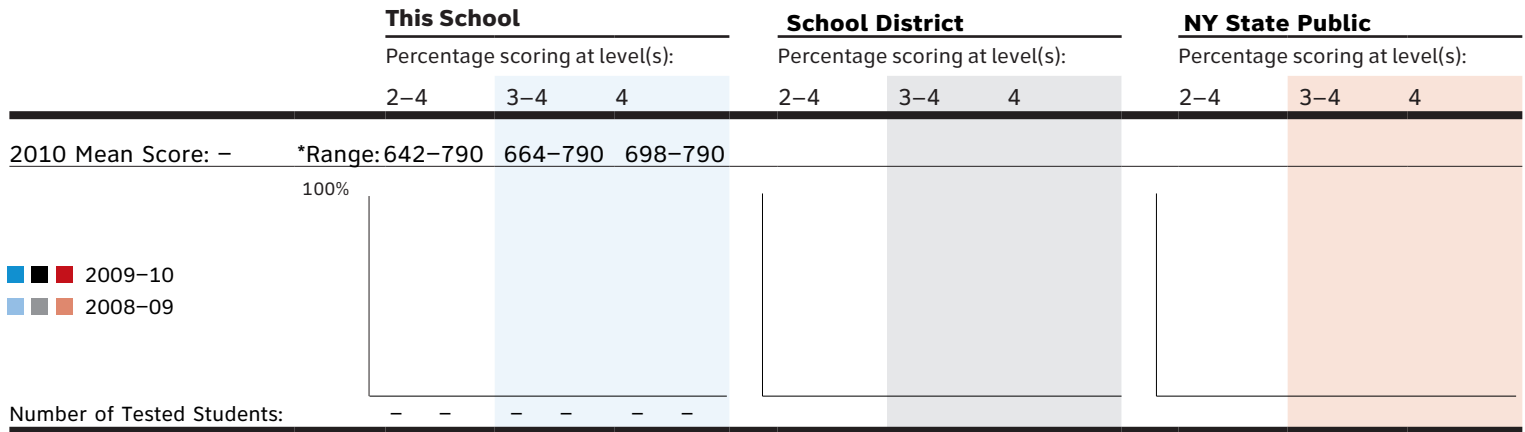 This School School District NY State Public
Percentage scoring at level(s): Percentage scoring at level(s): Percentage scoring at level(s):
2–4 3–4 4 2–4 3–4 4 2–4 3–4 4
2010 Mean Score: – *Range: 642–790 664–790 698–790
100%
2009–10
2008–09
Number of Tested Students: – – – – – –